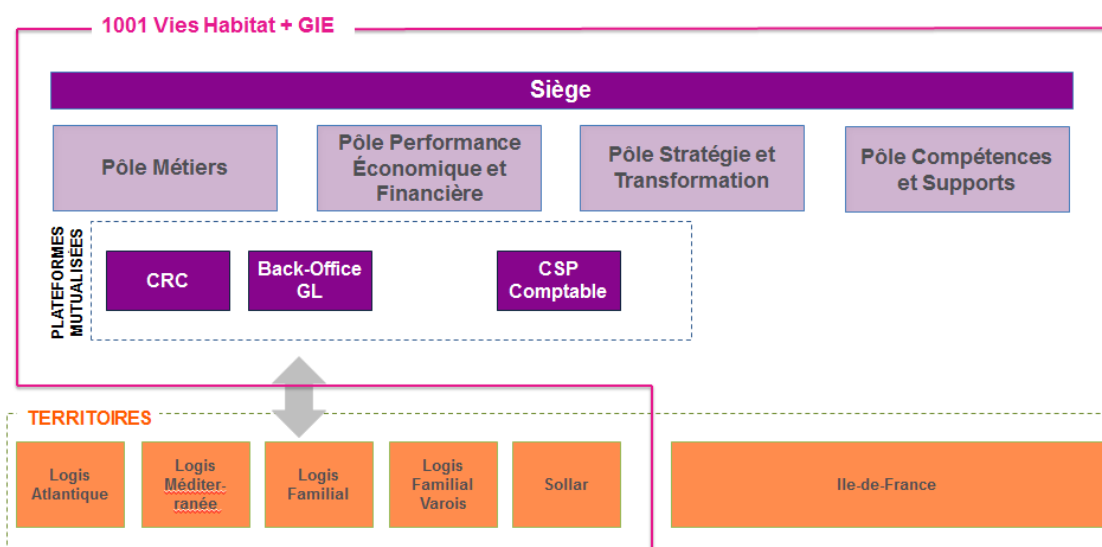 1001 Vies Habitat + GIE
Siège
Pôle Métiers
Pôle Performance
Économique et
Financière
Pôle Stratégie et
Transformation
Pôle Compétences
et Supports
PLATEFORMES
MUTUALISÉES
CRC
Back-Office
GL
CSP
Comptable
TERRITOIRES
Logis
Atlantique
Logis
Méditer-
ranée
Logis
Familial
Logis
Familial
Varois
Sollar
Ile-de-France